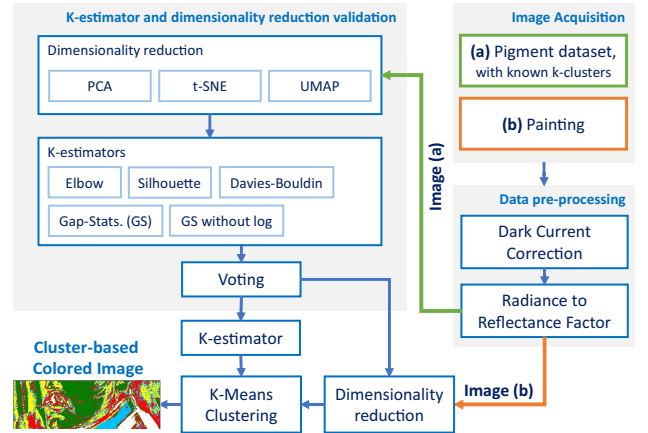 K-estimator and dimensionality reduction validation
Dimensionality reduction
PCA
t-SNE
UMAP
K-estimators
Elbow
Silhouette
Davies-Bouldin
Gap-Stats. (GS)
GS without log
Voting
K-estimator
Cluster-based
Colored Image
K-Means
Clustering
Dimensionality
reduction
Image (a)
Image (b)
Image Acquisition
(a) Pigment dataset,
with known k-clusters
(b) Painting
Data pre-processing
Dark Current
Correction
Radiance to
Reflectance Factor